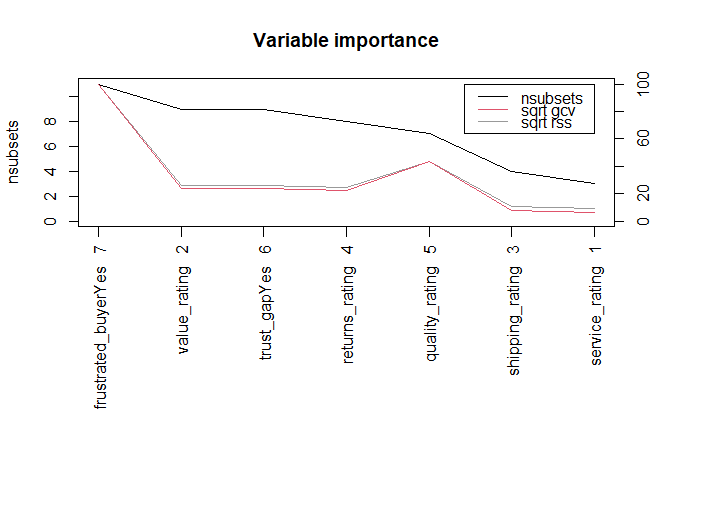 Variable importance
nsubsets
sqrt gcv
sqrt rss
nsubsets
0 2 4 6 8
0 20 60 100
frustrated_buyerYes 7
value_rating 2
trust_gapYes 6
returns_rating 4
quality_rating 5
shipping_rating 3
service_rating 1